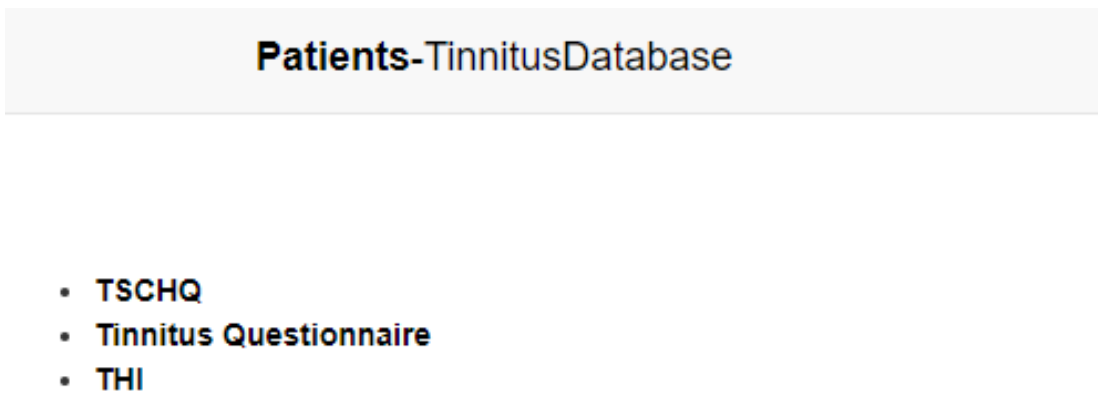 Patients-TinnitusDatabase
• TSCHQ
• Tinnitus Questionnaire
• THI